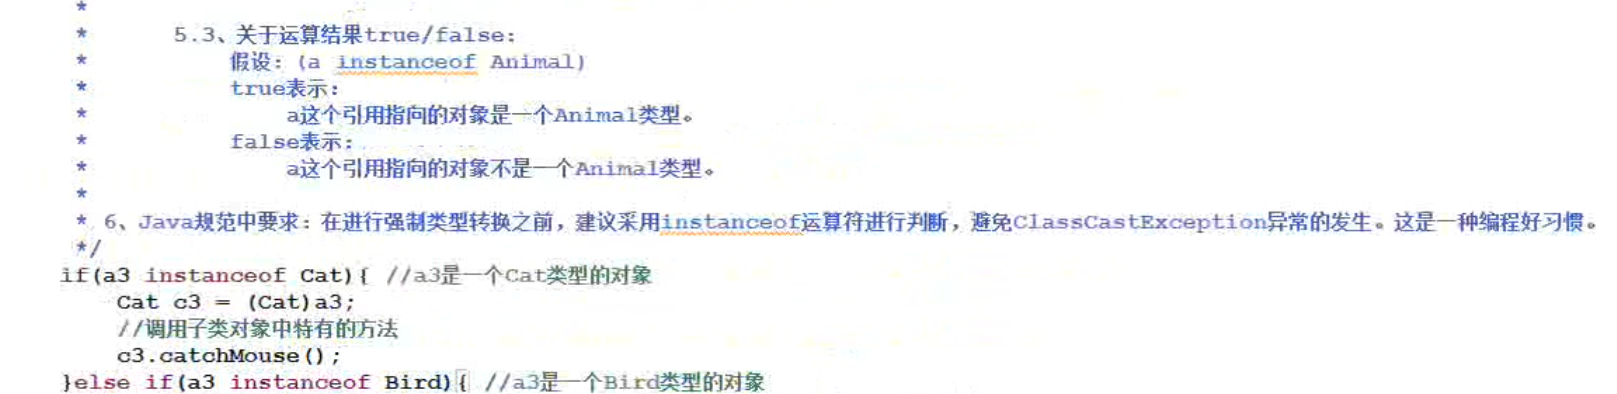 *
* 5.3、关于运算结果true/false:
* 假设: (a instanceof Animal)
* true表示:
* a这个引用指向的对象是一个Animal类型。
* false表示:
* a这个引用指向的对象不是一个Animal类型。
*
* 6、Java规范中要求: 在进行强制类型转换之前，建议采用instanceof运算符进行判断，避免ClassCastException异常的发生。这是一种编程好习惯。
*/
if(a3 instanceof Cat){ //a3是一个Cat类型的对象
Cat c3 = (Cat)a3;
//调用子类对象中特有的方法
c3.catchMouse();
}else if(a3 instanceof Bird){ //a3是一个Bird类型的对象